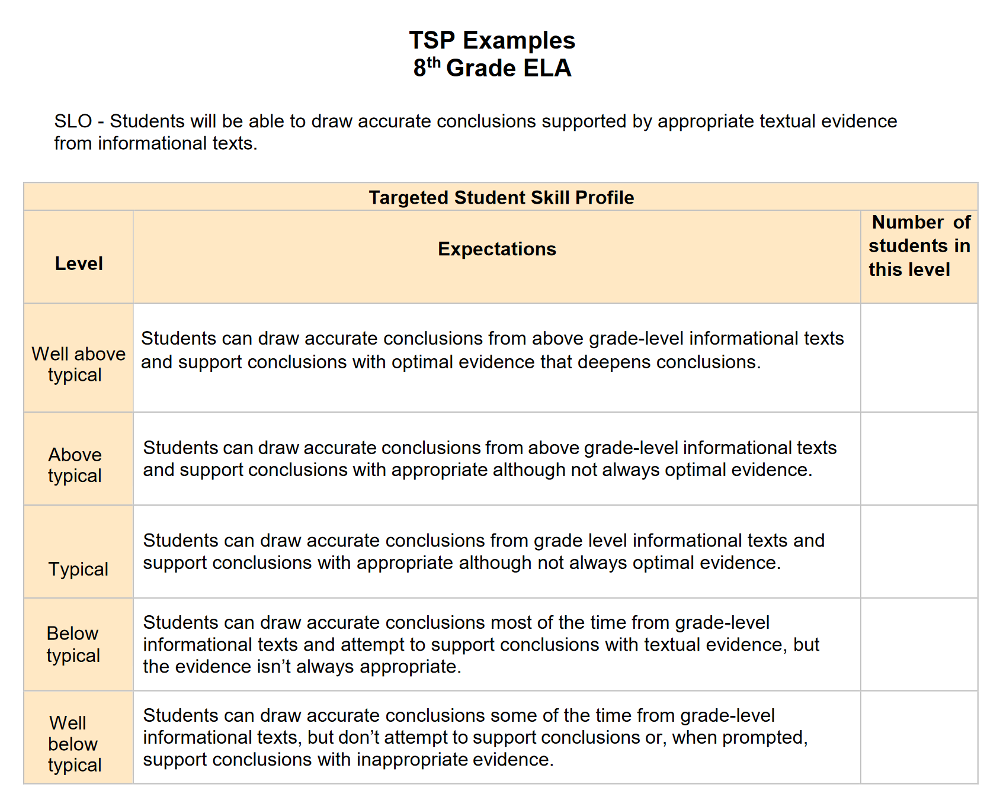 TSP Examples
8th Grade ELA
SLO - Students will be able to draw accurate conclusions supported by appropriate textual evidence
from informational texts.
Targeted Student Skill Profile
Level
Expectations
Number of
students in
this level
Well above
typical
Students can draw accurate conclusions from above grade-level informational texts
and support conclusions with optimal evidence that deepens conclusions.
Above
typical
Students can draw accurate conclusions from above grade-level informational texts
and support conclusions with appropriate although not always optimal evidence.
Typical
Students can draw accurate conclusions from grade level informational texts and
support conclusions with appropriate although not always optimal evidence.
Below
typical
Students can draw accurate conclusions most of the time from grade-level
informational texts and attempt to support conclusions with textual evidence, but
the evidence isn’t always appropriate.
Well
below
typical
Students can draw accurate conclusions some of the time from grade-level
informational texts, but don’t attempt to support conclusions or, when prompted,
support conclusions with inappropriate evidence.